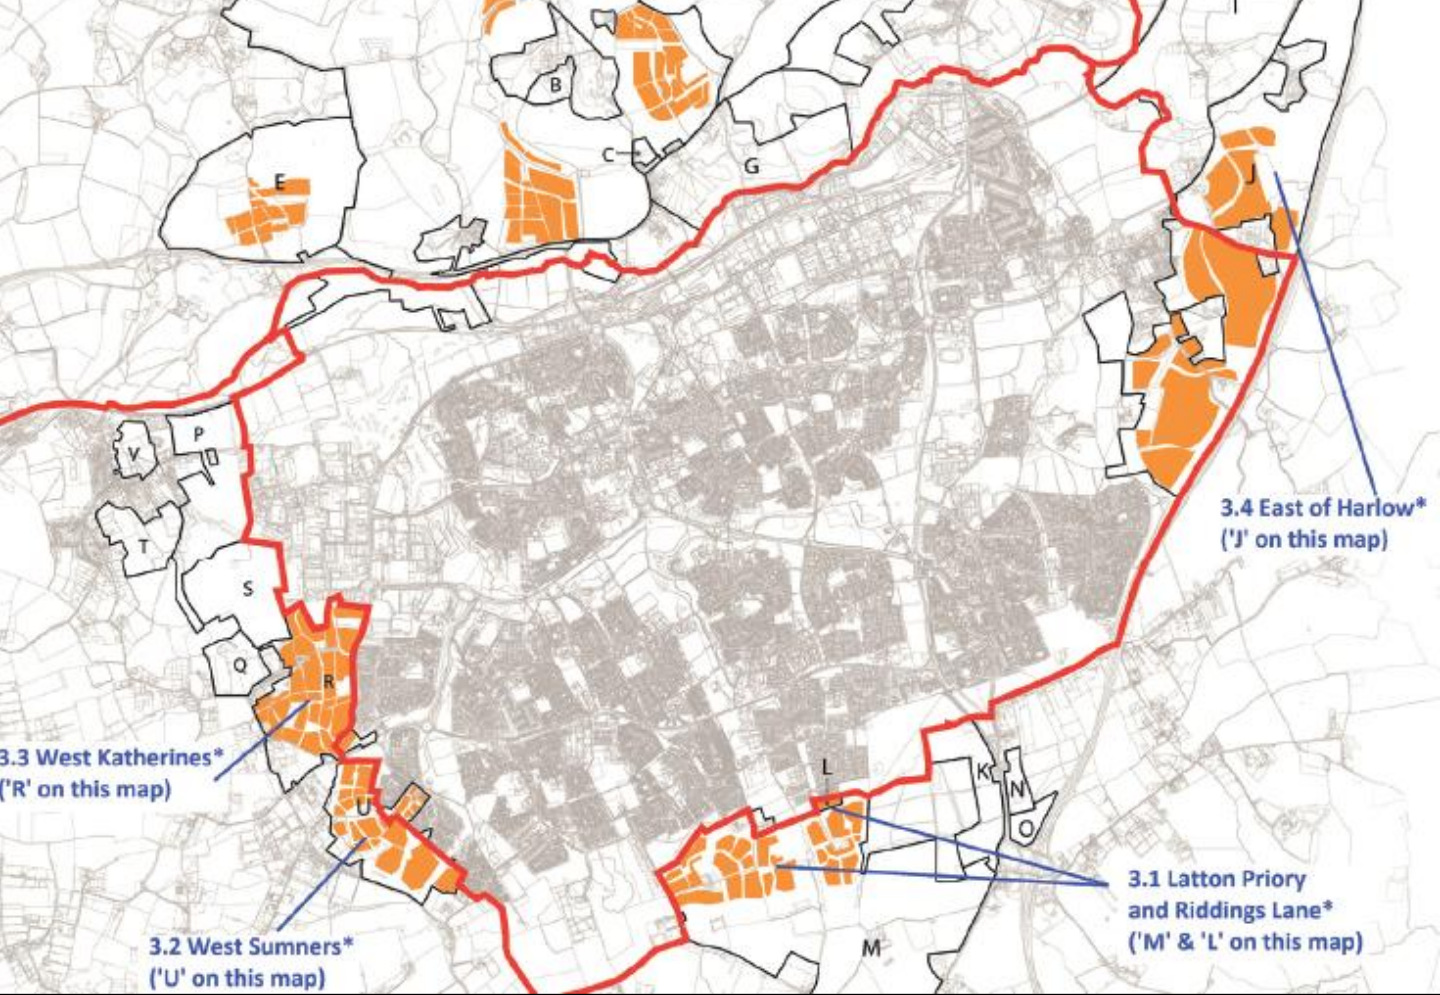 B
C
G
E
J
P
V
T
S
Q
R
3.4 East of Harlow*
('J' on this map)
3.3 West Katherines*
('R' on this map)
L
K
N
U
O
3.1 Latton Priory
and Riddings Lane*
('M' & 'L' on this map)
3.2 West Sumners*
('U' on this map)
M